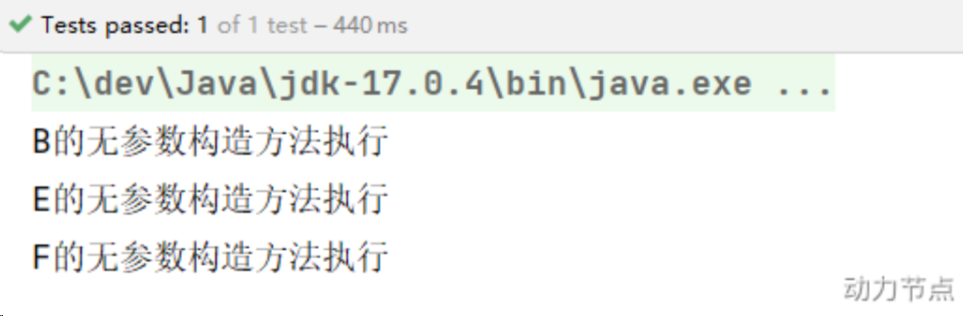 Tests passed: 1 of 1 test – 440 ms
C:\dev\Java\jdk-17.0.4\bin\java.exe ...
B的无参数构造方法执行
E的无参数构造方法执行
F的无参数构造方法执行
动力节点